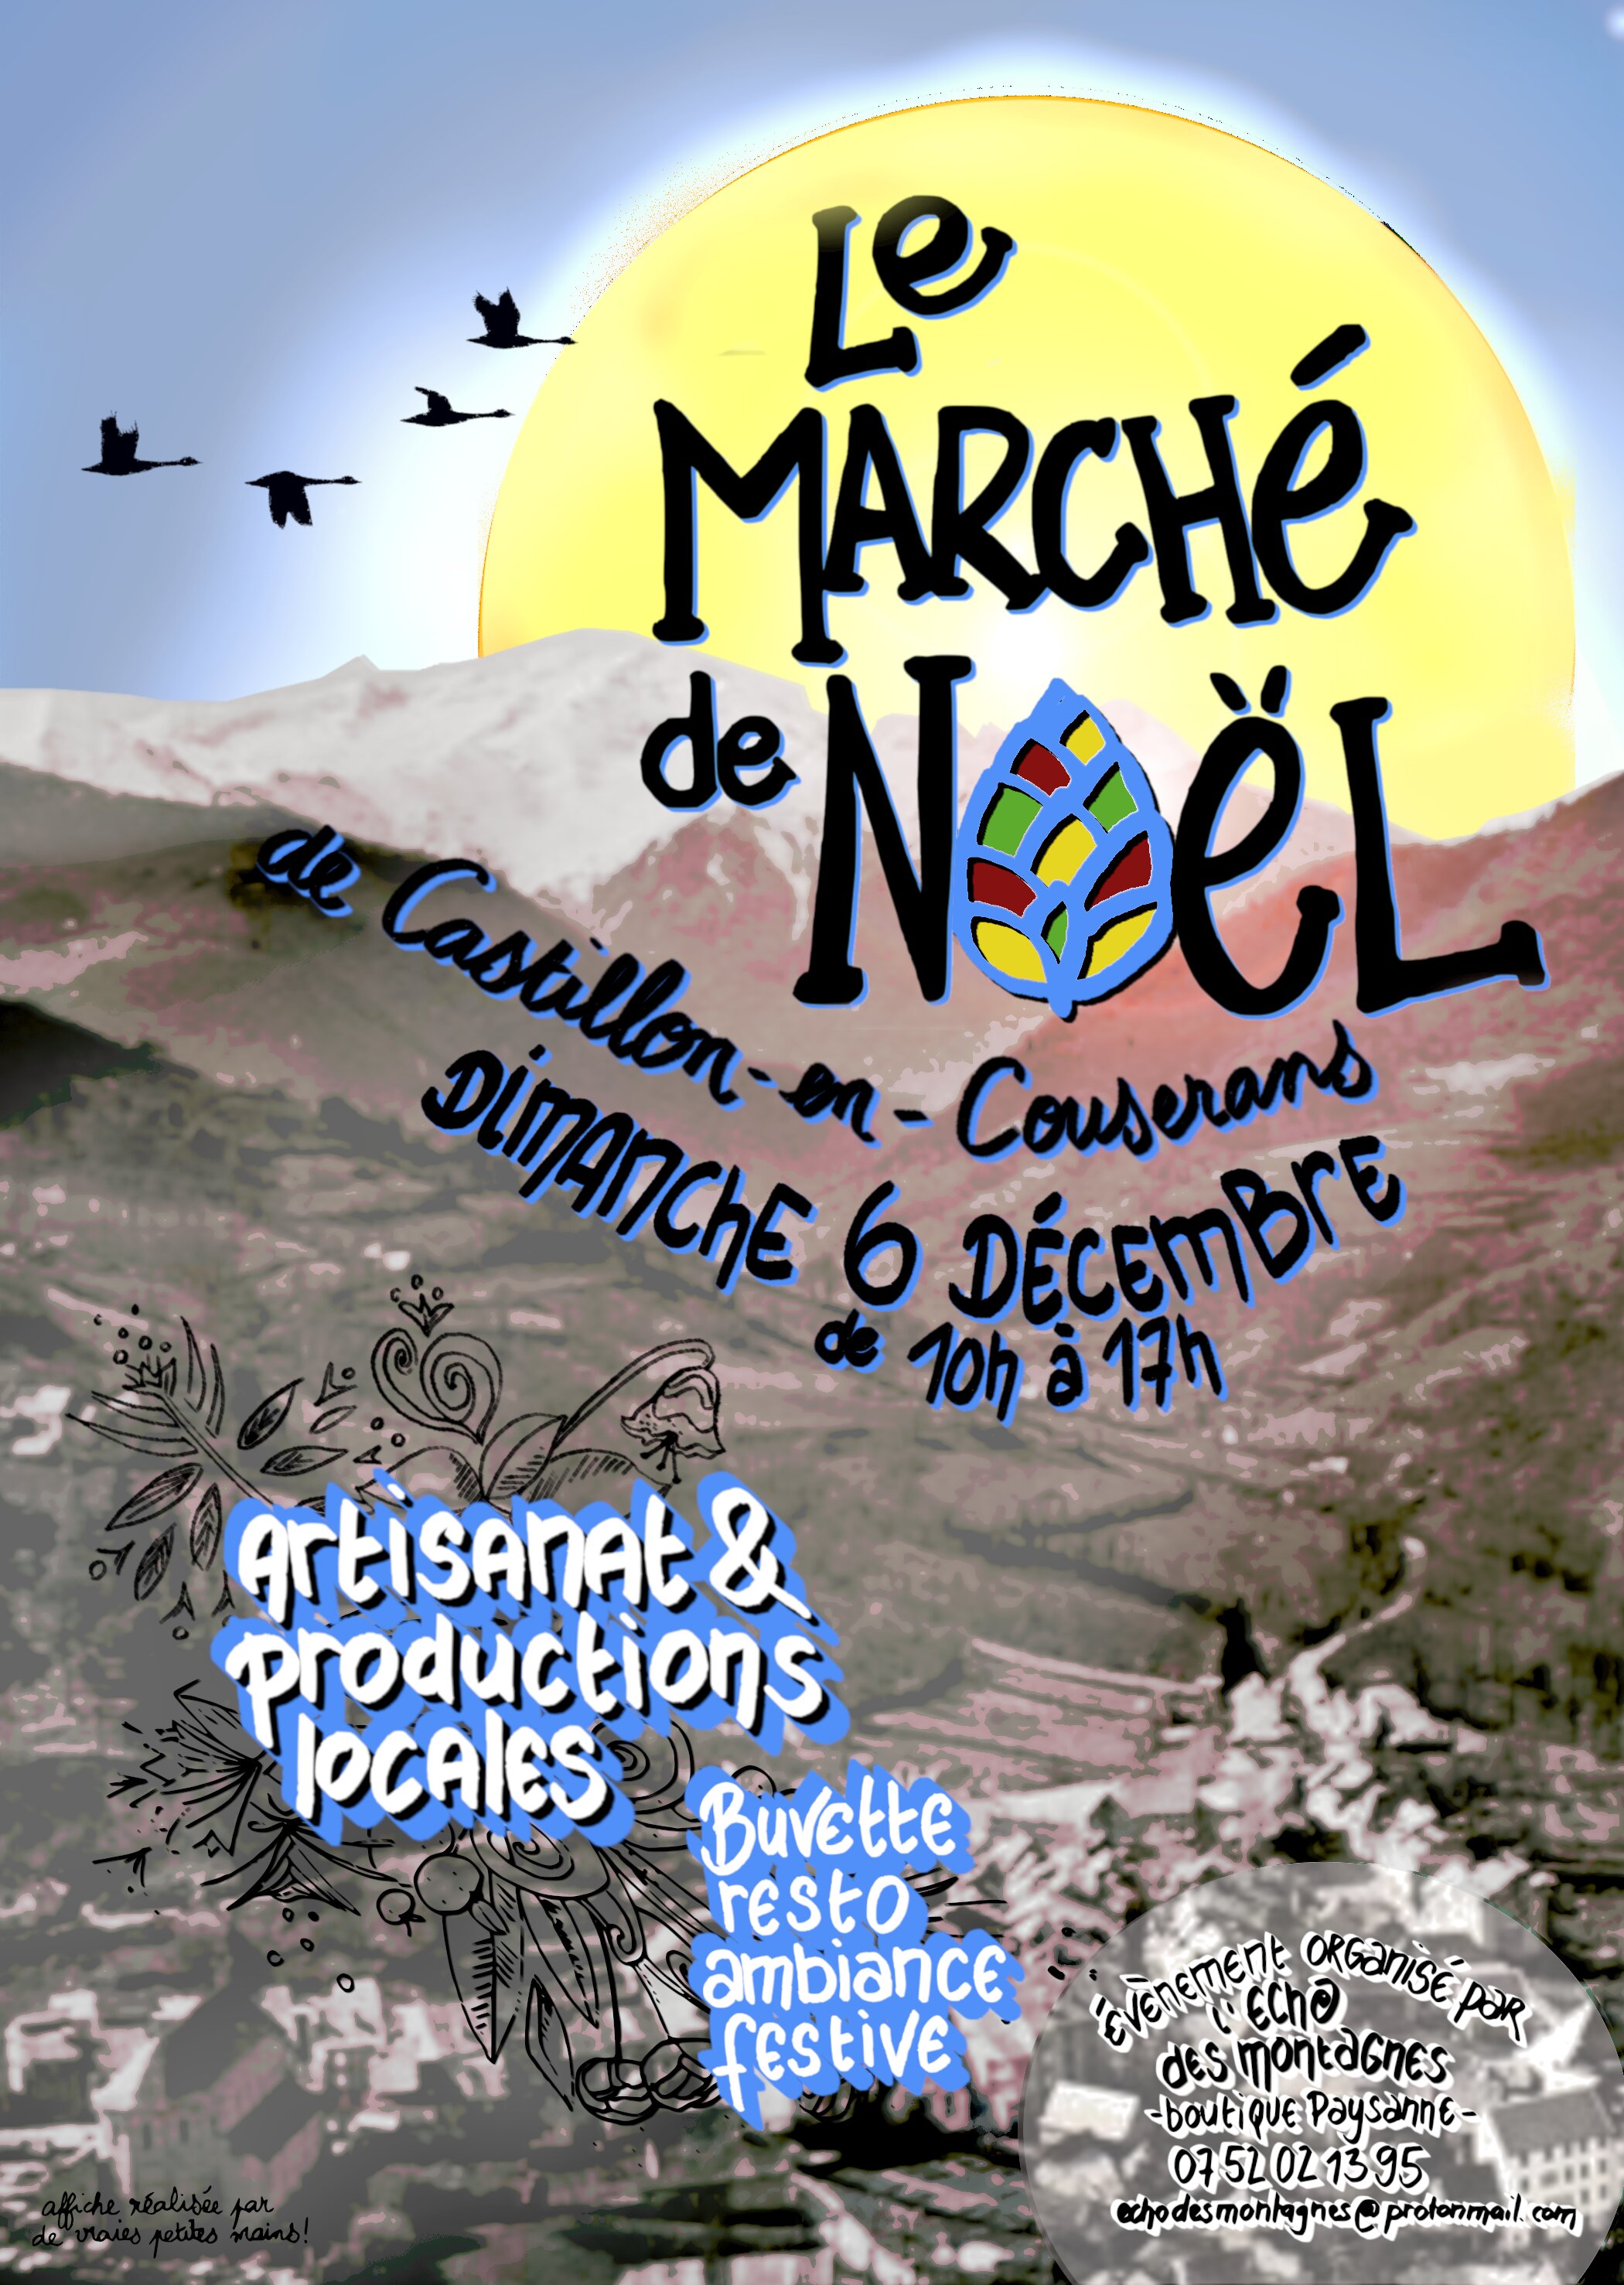 Le
MARCHÉ
de NOËL
de Castillon-en-Couserans
DIMANCHE 6 DÉCEMBRE
de 10h à 17h
Artisanat &
productions
locales
Buvette
resto
ambiance
festive
évènement organisé par
l'écho
des montagnes
-boutique Paysanne-
07 52 02 13 95
echodesmontagnes@protonmail.com
affiche réalisée par
de vraies petites mains!